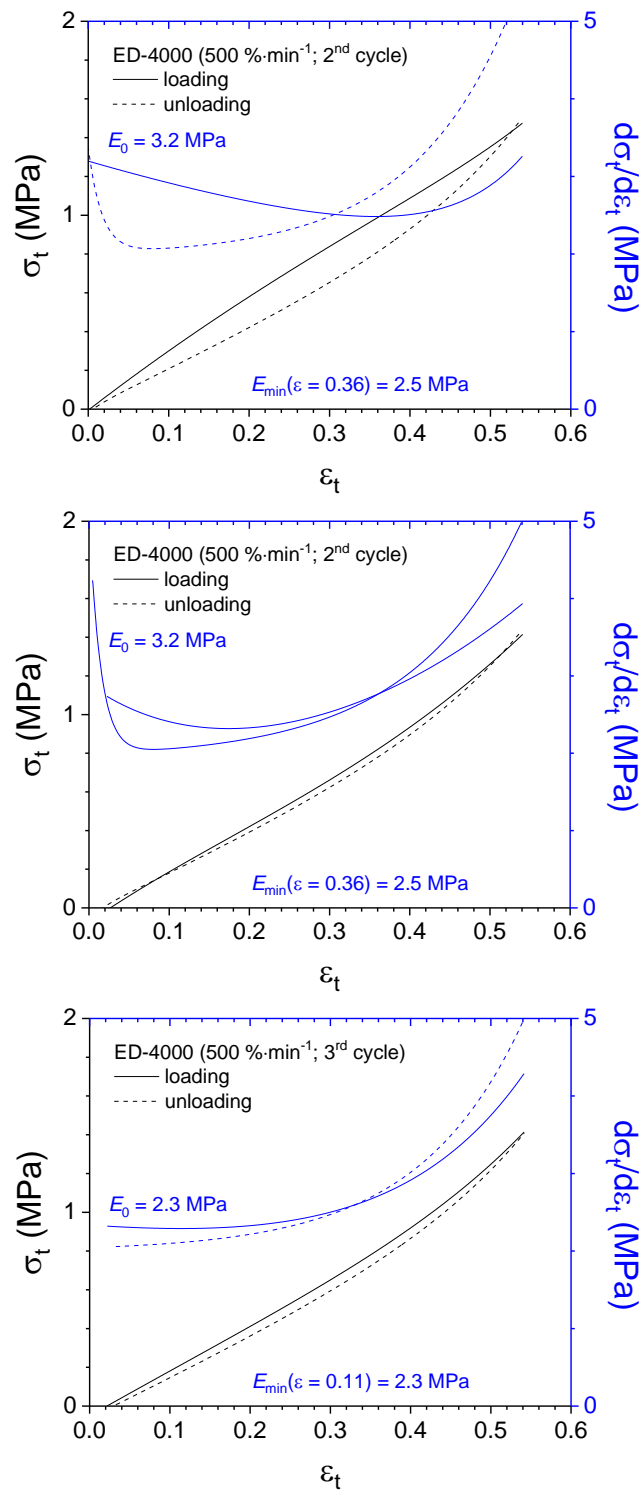 2
5
ED-4000 (500 %·min⁻¹; 2ⁿᵈ cycle)
loading
unloading
E₀ = 3.2 MPa
σₜ (MPa)
1
dσₜ/dεₜ (MPa)
Eₘᵢₙ(ε = 0.36) = 2.5 MPa
0
0
0.0 0.1 0.2 0.3 0.4 0.5 0.6
εₜ
2
5
ED-4000 (500 %·min⁻¹; 2ⁿᵈ cycle)
loading
unloading
E₀ = 3.2 MPa
σₜ (MPa)
1
dσₜ/dεₜ (MPa)
Eₘᵢₙ(ε = 0.36) = 2.5 MPa
0
0
0.0 0.1 0.2 0.3 0.4 0.5 0.6
εₜ
2
5
ED-4000 (500 %·min⁻¹; 3ʳᵈ cycle)
loading
unloading
E₀ = 2.3 MPa
σₜ (MPa)
1
dσₜ/dεₜ (MPa)
Eₘᵢₙ(ε = 0.11) = 2.3 MPa
0
0
0.0 0.1 0.2 0.3 0.4 0.5 0.6
εₜ